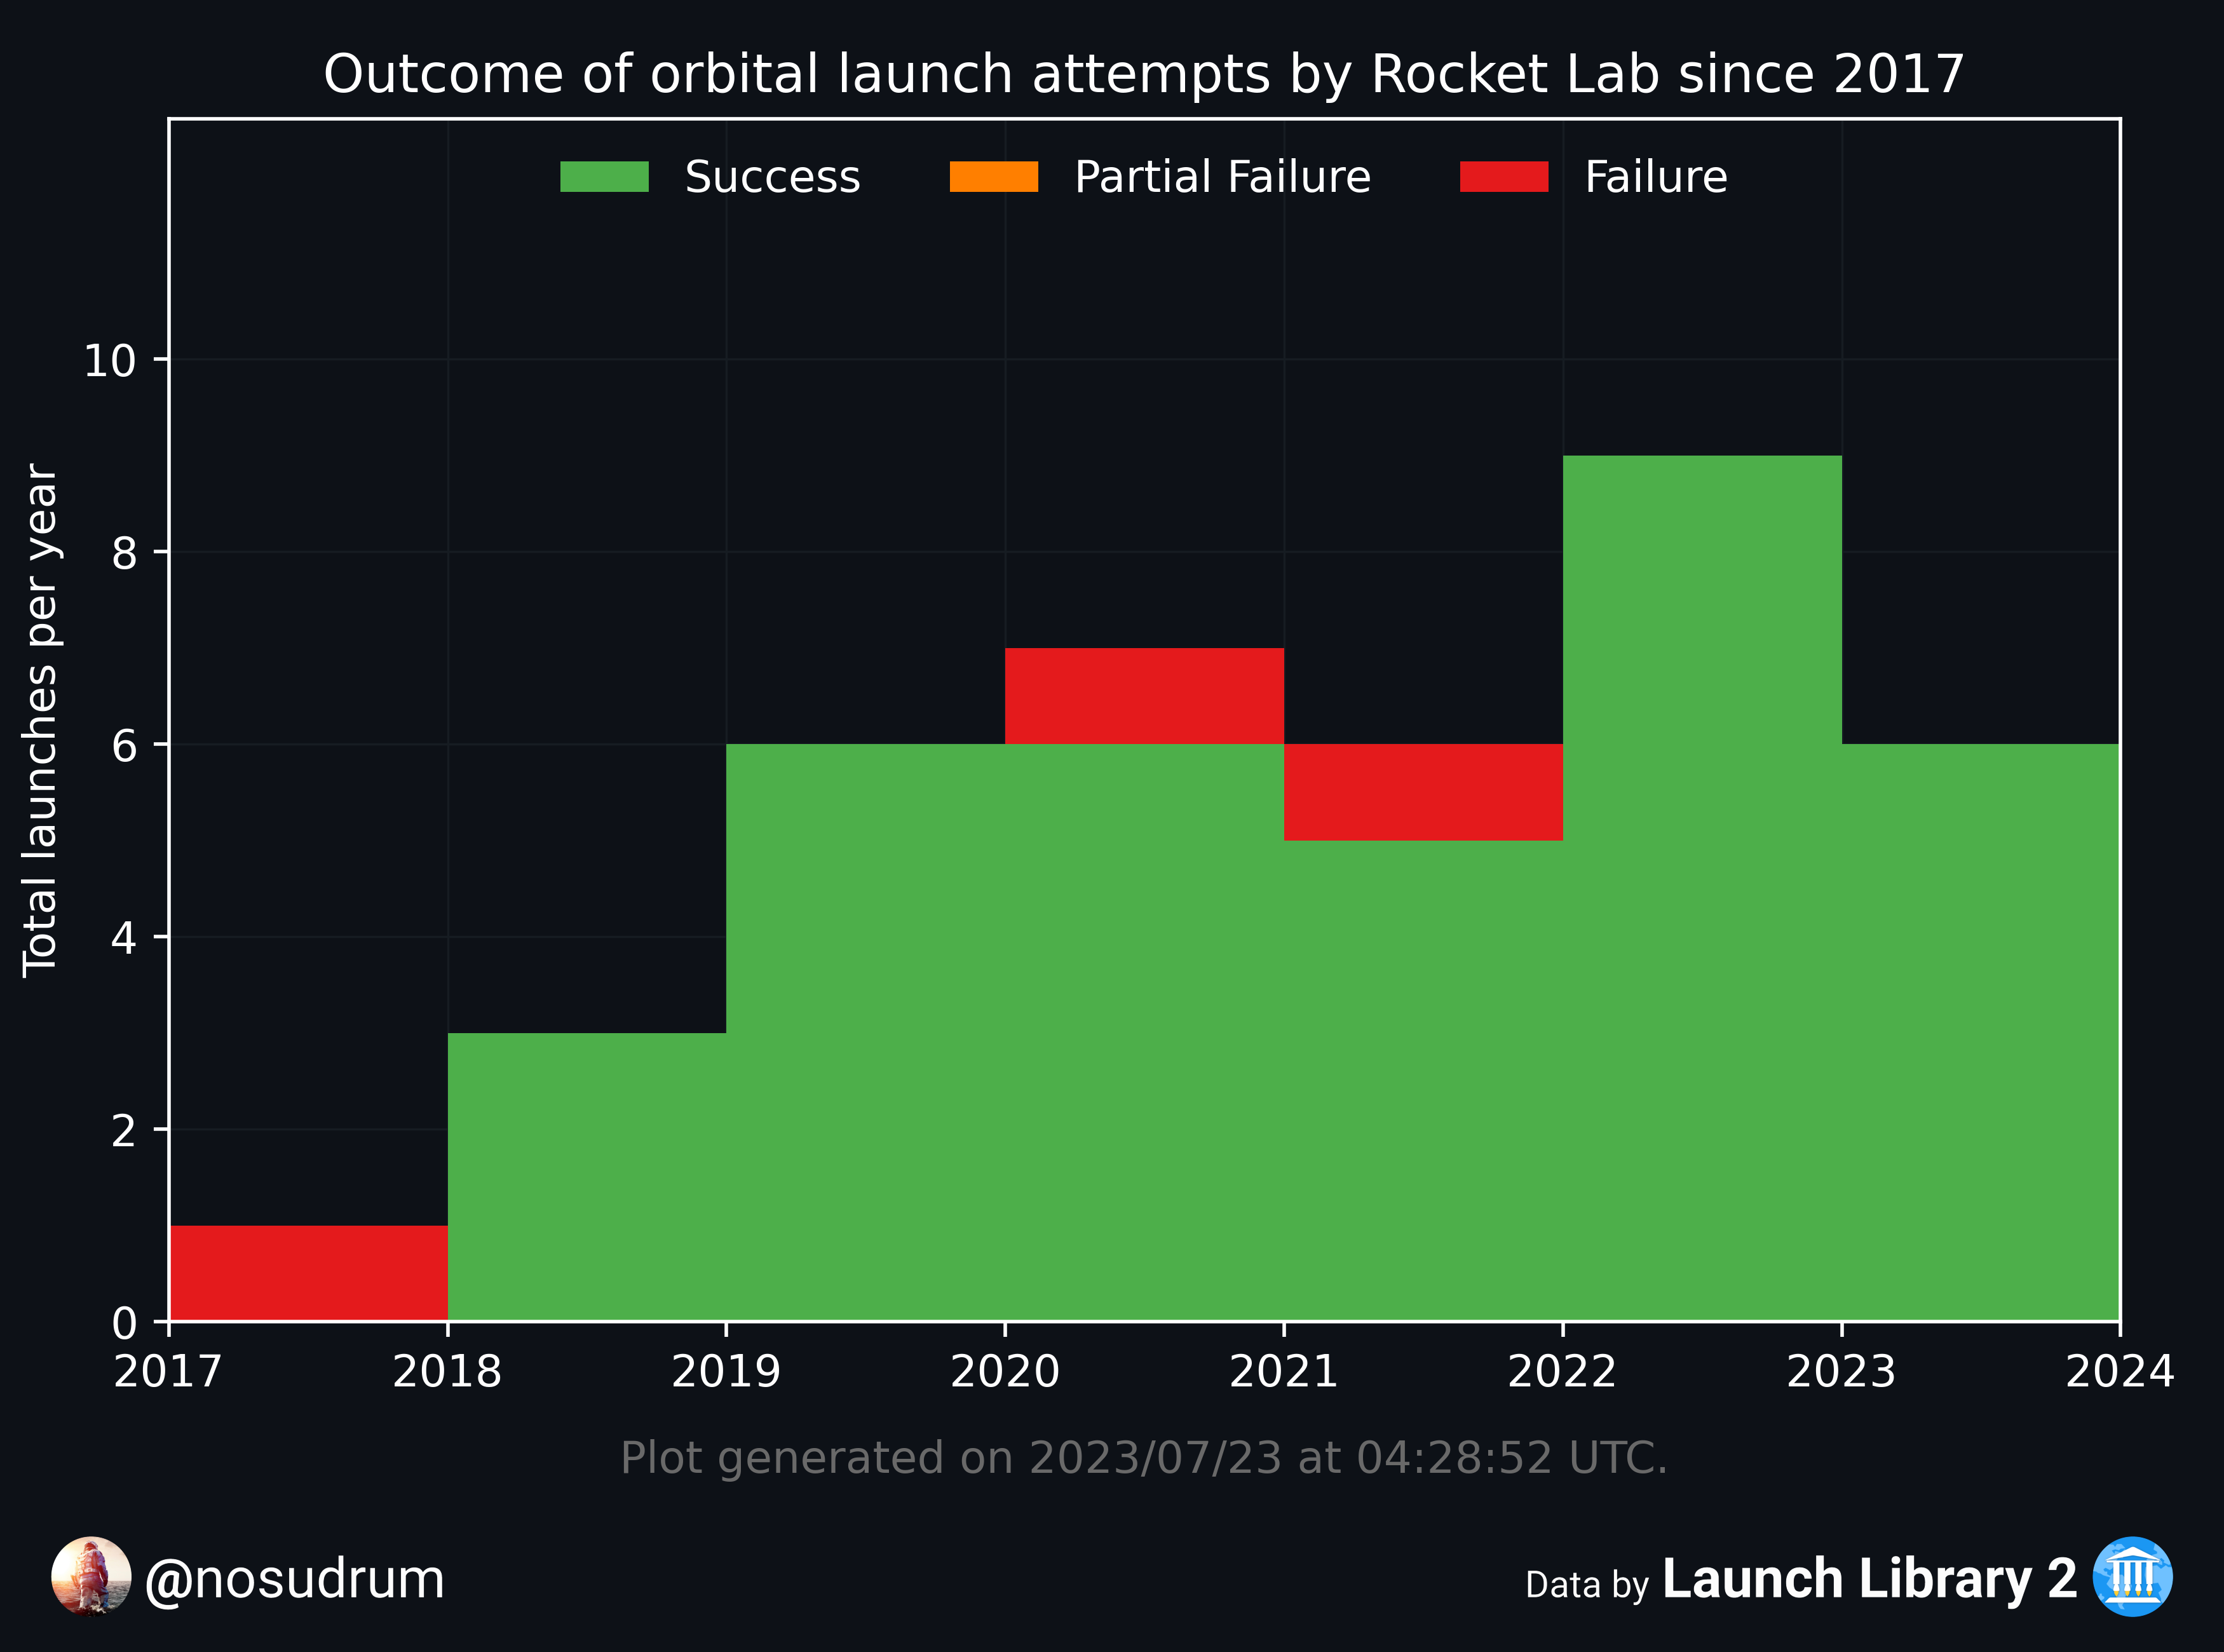 Outcome of orbital launch attempts by Rocket Lab since 2017
Success Partial Failure Failure
Total launches per year
10
8
6
4
2
0
2017 2018 2019 2020 2021 2022 2023 2024
Plot generated on 2023/07/23 at 04:28:52 UTC.
@nosudrum
Data by Launch Library 2